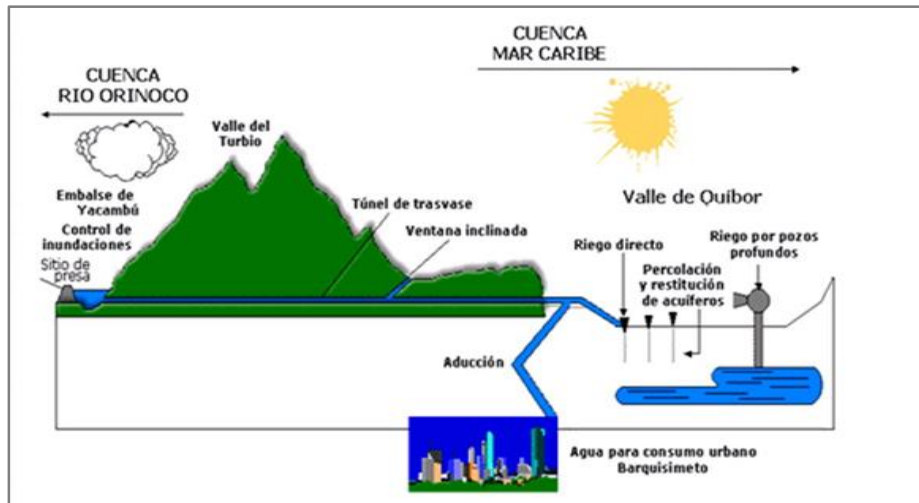 CUENCA
MAR CARIBE
CUENCA
RIO ORINOCO
Valle del
Turbio
Embalse de
Yacambú
Control de
inundaciones
Sitio de
presa
Túnel de trasvase
Ventana inclinada
Valle de Quíbor
Riego directo
Riego por pozos
profundos
Percolación
y restitución
de acuíferos
Aducción
Agua para consumo urbano
Barquisimeto